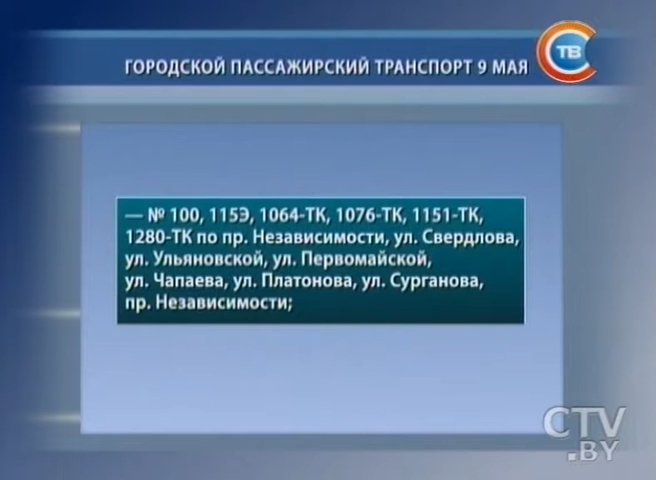 ГОРОДСКОЙ ПАССАЖИРСКИЙ ТРАНСПОРТ 9 МАЯ
СТВ
— № 100, 115Э, 1064-ТК, 1076-ТК, 1151-ТК,
1280-ТК по пр. Независимости, ул. Свердлова,
ул. Ульяновской, ул. Первомайской,
ул. Чапаева, ул. Платонова, ул. Сурганова,
пр. Независимости;
CTV
.BY